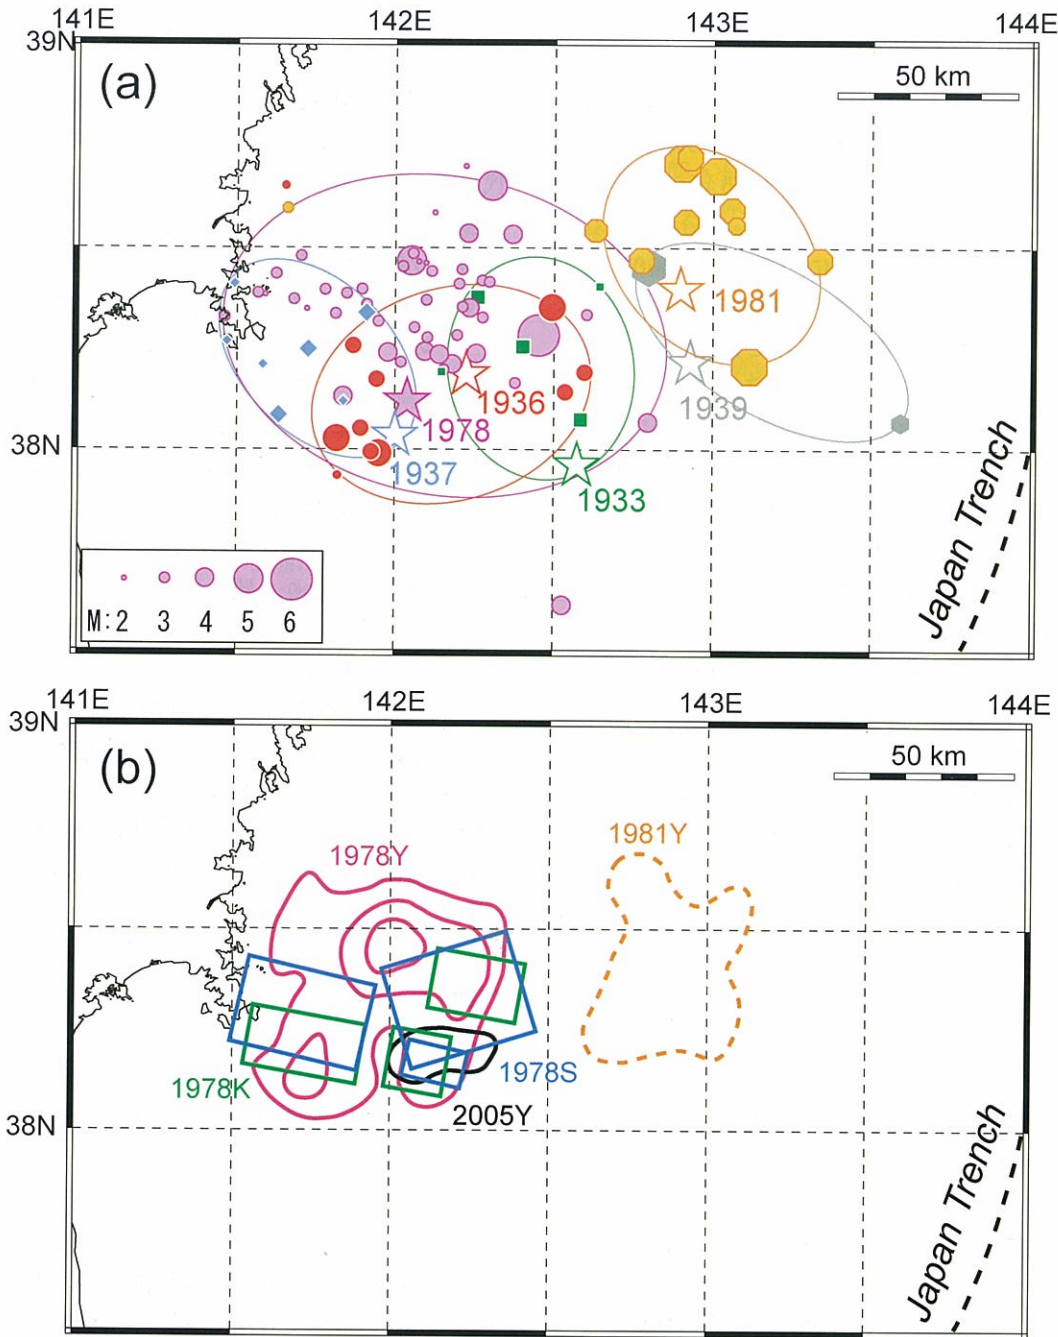 141E 142E 143E 144E
39N
(a)
50 km
1981
1939
1936
1978
1937
1933
38N
Japan Trench
M: 2 3 4 5 6
141E 142E 143E 144E
39N
(b)
50 km
1981Y
1978Y
1978S
1978K
2005Y
38N
Japan Trench